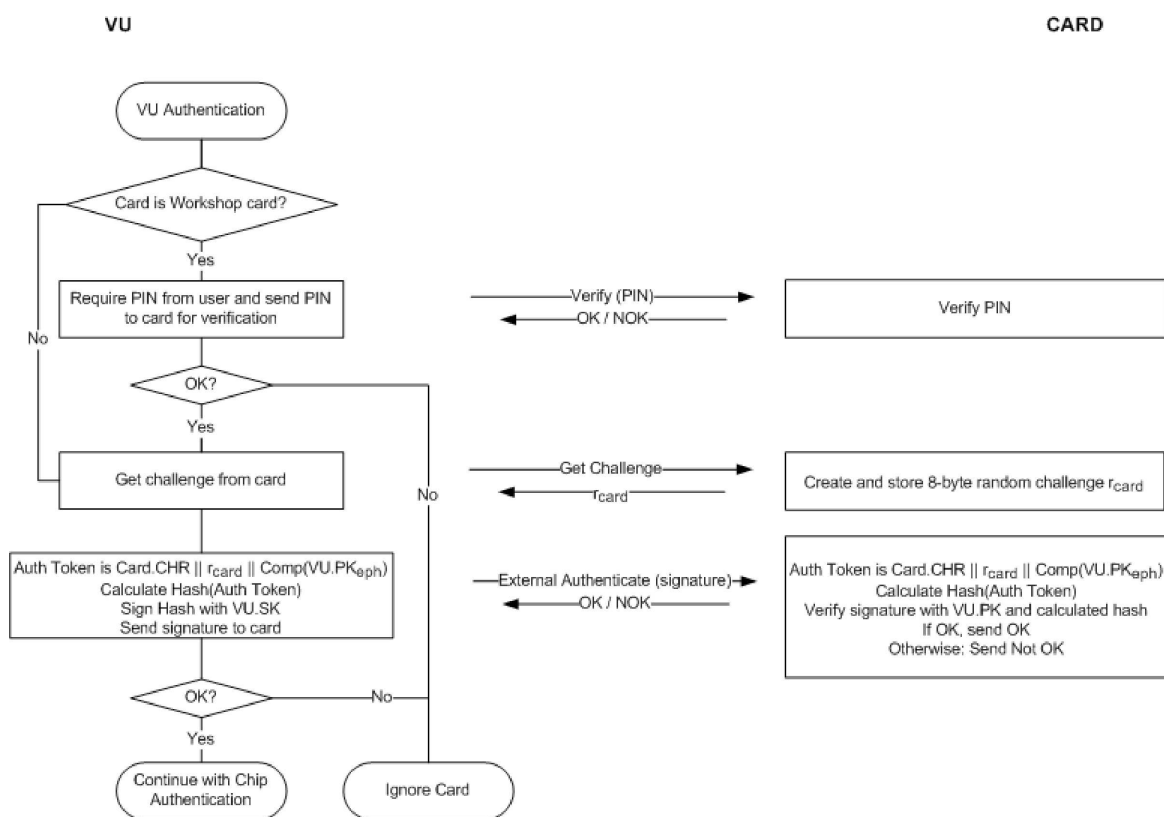 VU
CARD
VU Authentication
Card is Workshop card?
Yes
Require PIN from user and send PIN
to card for verification
Verify (PIN)
OK / NOK
Verify PIN
No
OK?
Yes
Get challenge from card
Get Challenge
rcard
Create and store 8-byte random challenge rcard
No
Auth Token is Card.CHR || rcard || Comp(VU.PKeph)
Calculate Hash(Auth Token)
Sign Hash with VU.SK
Send signature to card
External Authenticate (signature)
OK / NOK
Auth Token is Card.CHR || rcard || Comp(VU.PKeph)
Calculate Hash(Auth Token)
Verify signature with VU.PK and calculated hash
If OK, send OK
Otherwise: Send Not OK
OK?
No
Yes
Continue with Chip
Authentication
Ignore Card